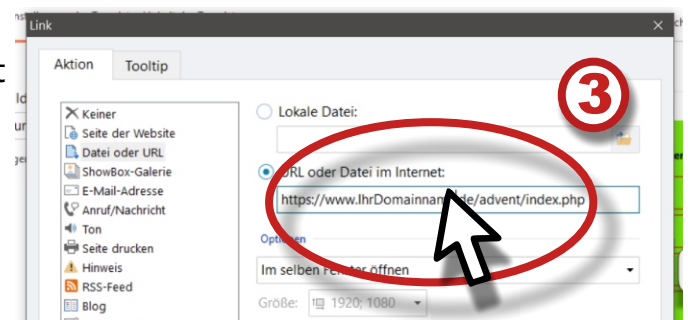 Link
Aktion
Tooltip
3
Keiner
Seite der Website
Datei oder URL
ShowBox-Galerie
E-Mail-Adresse
Anruf/Nachricht
Ton
Seite drucken
Hinweis
RSS-Feed
Blog
Lokale Datei:
URL oder Datei im Internet:
https://www.IhrDomainname.de/advent/index.php
Optionen
Im selben Fenster öffnen
Größe:
1920; 1080